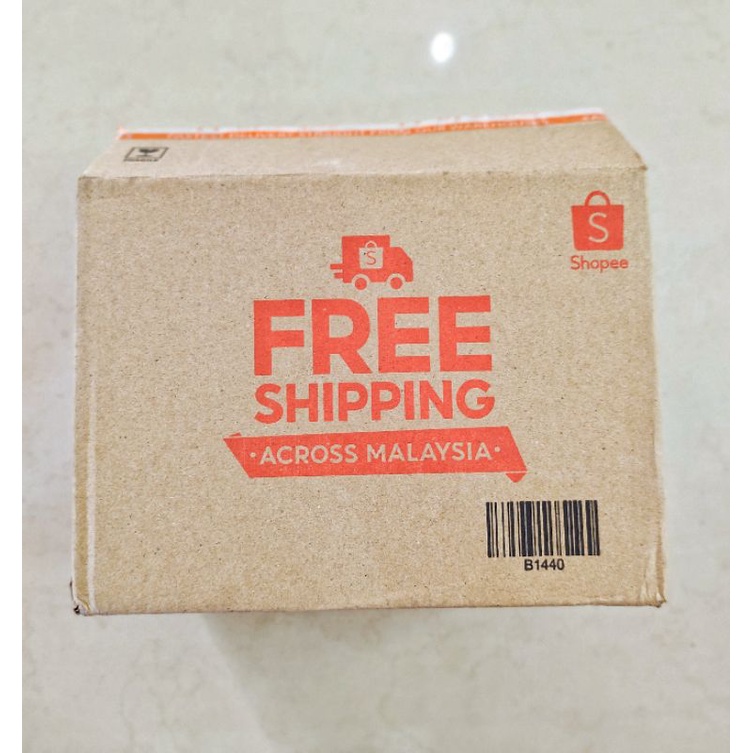 S
Shopee
S
FREE
SHIPPING
·ACROSS MALAYSIA·
B1440